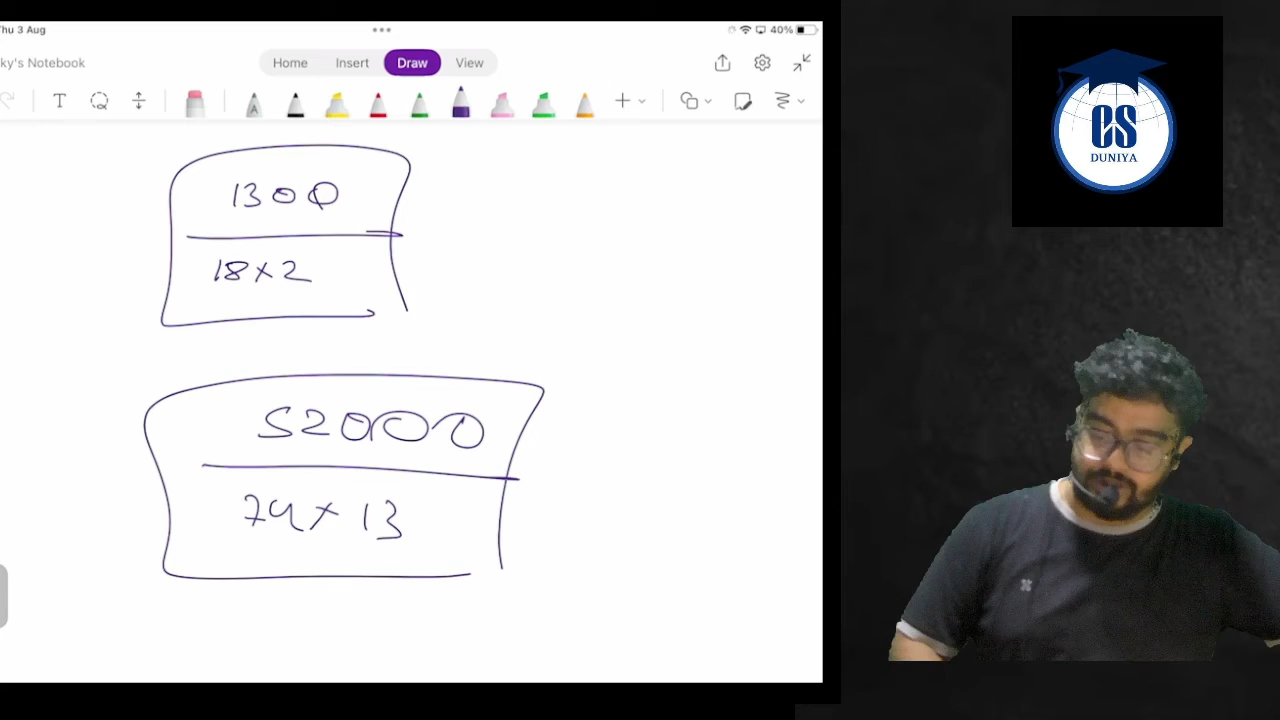 Thu 3 Aug
40%
ky's Notebook
Home Insert Draw View
A
1300
18×2
52000
74×13
CS
DUNIYA